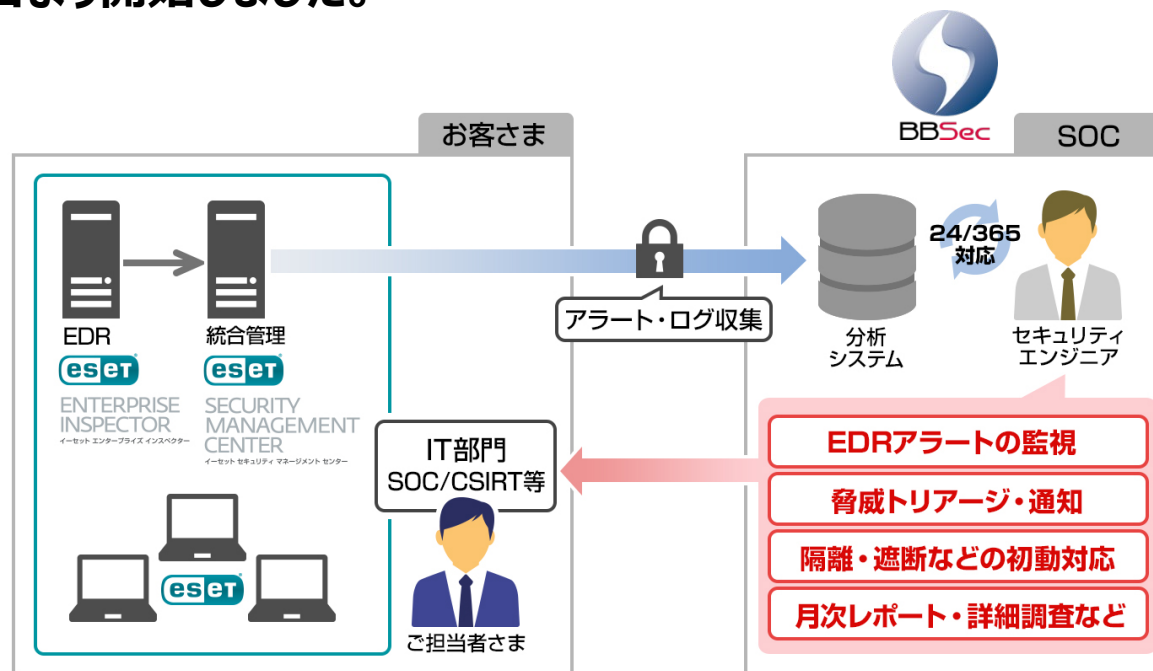 開始しました。
BBSec
お客さま
SOC
24/365
対応
アラート・ログ収集
EDR
統合管理
分析
システム
セキュリティ
エンジニア
eseT
eseT
ENTERPRISE
INSPECTOR
イーセット エンタープライズ インスペクター
SECURITY
MANAGEMENT
CENTER
イーセット セキュリティ マネージメント センター
IT部門
SOC/CSIRT等
EDRアラートの監視
脅威トリアージ・通知
隔離・遮断などの初動対応
月次レポート・詳細調査など
eseT
ご担当者さま